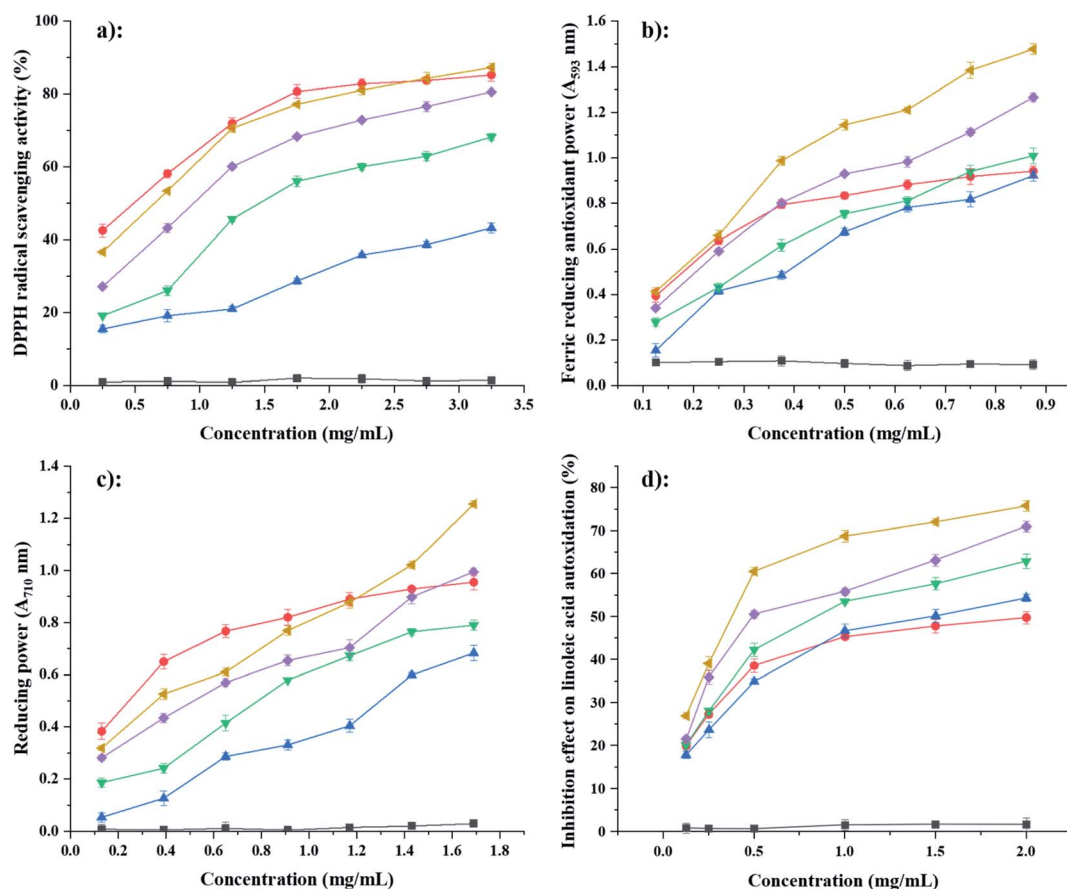 a):
DPPH radical scavenging activity (%)
100
80
60
40
20
0
0.0 0.5 1.0 1.5 2.0 2.5 3.0 3.5
Concentration (mg/mL)
b):
Ferric reducing antioxidant power (A593 nm)
1.6
1.4
1.2
1.0
0.8
0.6
0.4
0.2
0.0
0.1 0.2 0.3 0.4 0.5 0.6 0.7 0.8 0.9
Concentration (mg/mL)
c):
Reducing power (A710 nm)
1.4
1.2
1.0
0.8
0.6
0.4
0.2
0.0
0.0 0.2 0.4 0.6 0.8 1.0 1.2 1.4 1.6 1.8
Concentration (mg/mL)
d):
Inhibition effect on linoleic acid autoxidation (%)
80
70
60
50
40
30
20
10
0
0.0 0.5 1.0 1.5 2.0
Concentration (mg/mL)